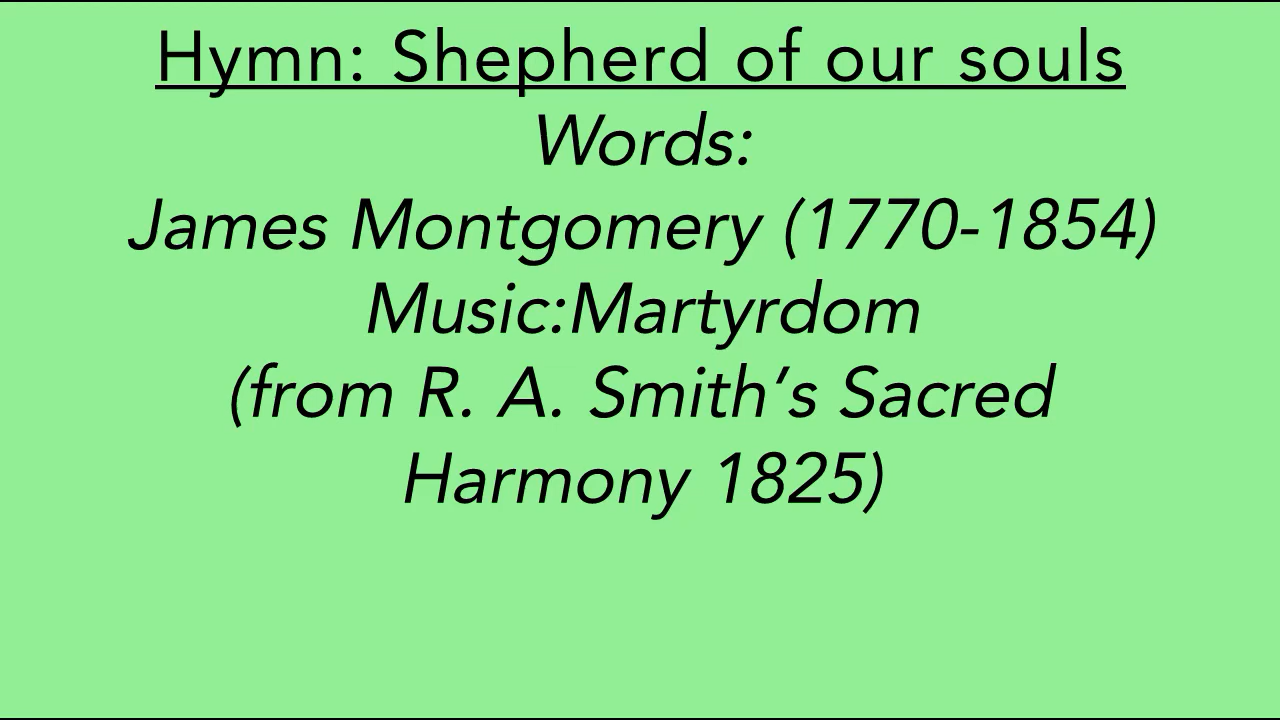 Hymn: Shepherd of our souls
Words:
James Montgomery (1770-1854)
Music:Martyrdom
(from R. A. Smith’s Sacred
Harmony 1825)